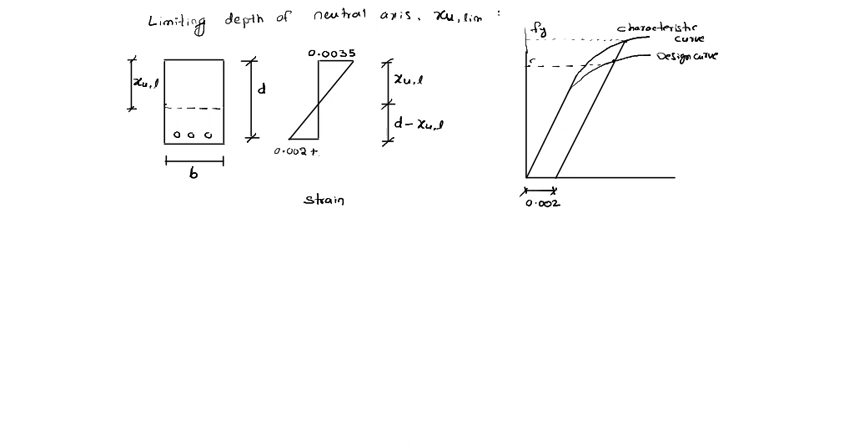 Limiting depth of neutral axis, xu,lim :
xu,l
b
d
0.0035
0.002 +
strain
xu,l
d - xu,l
fy
characteristic
curve
Design curve
0.002